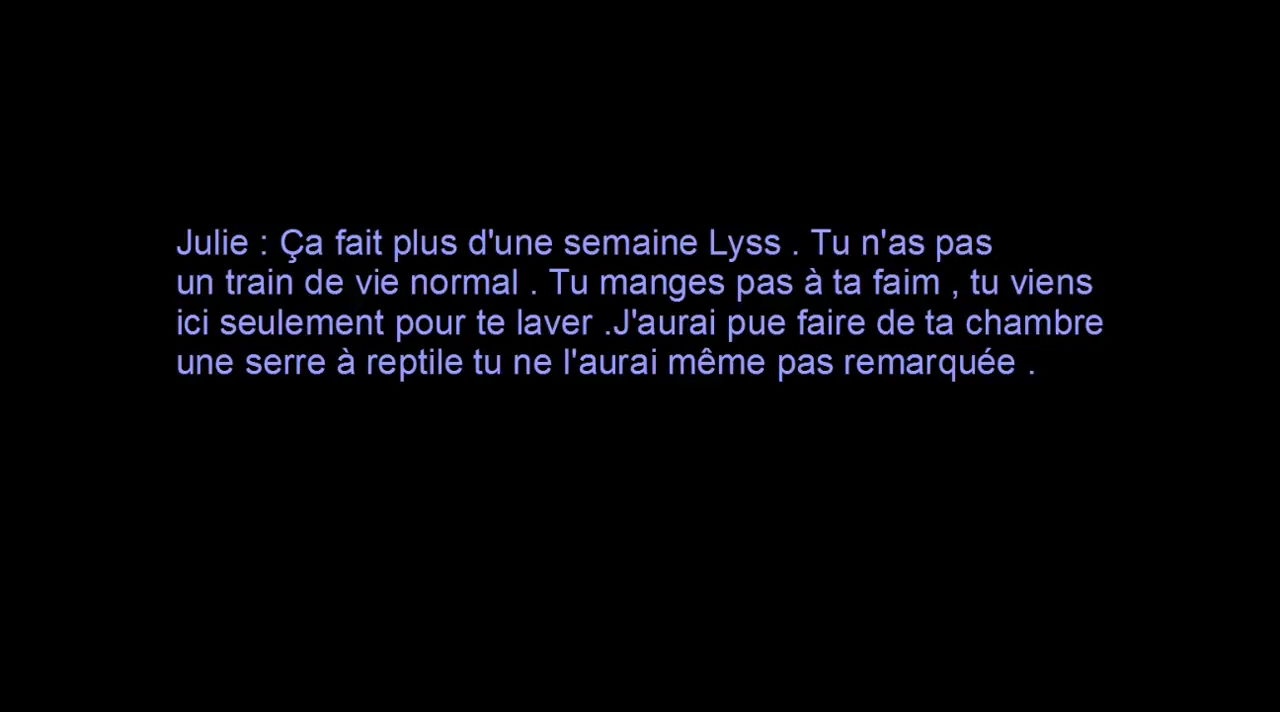 Julie : Ça fait plus d'une semaine Lyss . Tu n'as pas
un train de vie normal . Tu manges pas à ta faim , tu viens
ici seulement pour te laver .J'aurai pue faire de ta chambre
une serre à reptile tu ne l'aurai même pas remarquée .